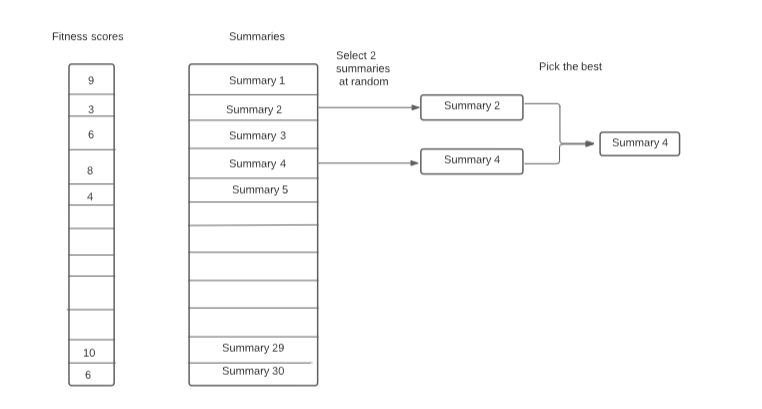 Fitness scores
Summaries
Select 2
summaries
at random
Pick the best
9
3
6
8
4
10
6
Summary 1
Summary 2
Summary 3
Summary 4
Summary 5
Summary 29
Summary 30
Summary 2
Summary 4
Summary 4